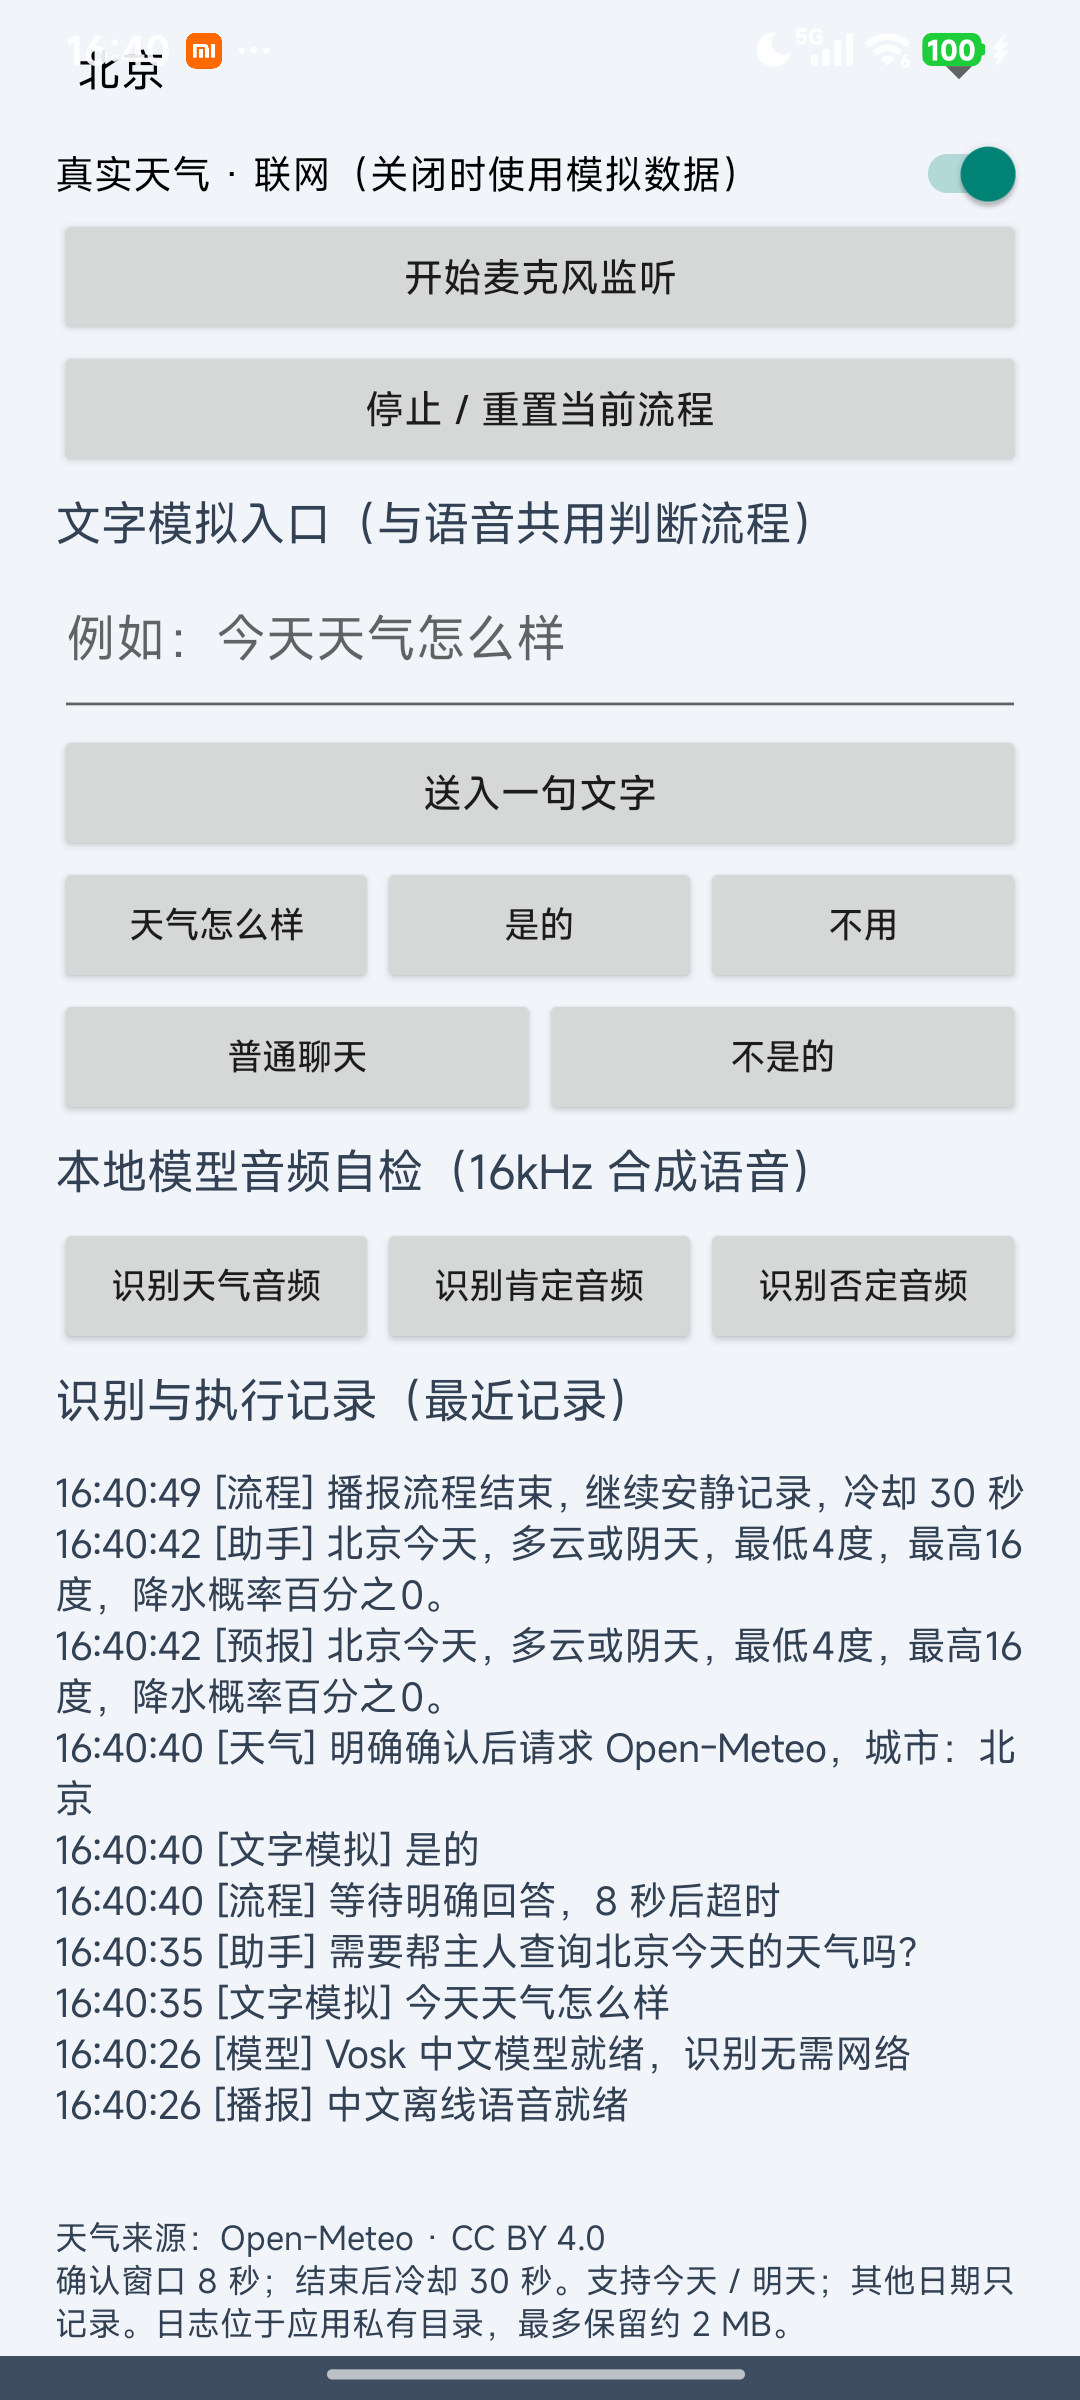 16:40
5G
6
100
北京
真实天气 · 联网（关闭时使用模拟数据）
开始麦克风监听
停止 / 重置当前流程
文字模拟入口（与语音共用判断流程）
例如：今天天气怎么样
送入一句文字
天气怎么样
是的
不用
普通聊天
不是的
本地模型音频自检（16kHz 合成语音）
识别天气音频
识别肯定音频
识别否定音频
识别与执行记录（最近记录）
16:40:49 [流程] 播报流程结束，继续安静记录，冷却 30 秒
16:40:42 [助手] 北京今天，多云或阴天，最低4度，最高16
度，降水概率百分之0。
16:40:42 [预报] 北京今天，多云或阴天，最低4度，最高16
度，降水概率百分之0。
16:40:40 [天气] 明确确认后请求 Open-Meteo，城市：北
京
16:40:40 [文字模拟] 是的
16:40:40 [流程] 等待明确回答，8 秒后超时
16:40:35 [助手] 需要帮主人查询北京今天的天气吗？
16:40:35 [文字模拟] 今天天气怎么样
16:40:26 [模型] Vosk 中文模型就绪，识别无需网络
16:40:26 [播报] 中文离线语音就绪
天气来源：Open-Meteo · CC BY 4.0
确认窗口 8 秒；结束后冷却 30 秒。支持今天 / 明天；其他日期只
记录。日志位于应用私有目录，最多保留约 2 MB。